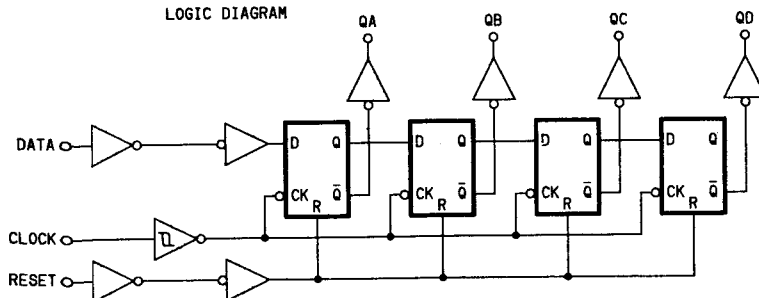 LOGIC DIAGRAM
QA QB QC QD
DATA
D Q D Q D Q D Q
CK Q̅ CK Q̅ CK Q̅ CK Q̅
R R R R
CLOCK
RESET